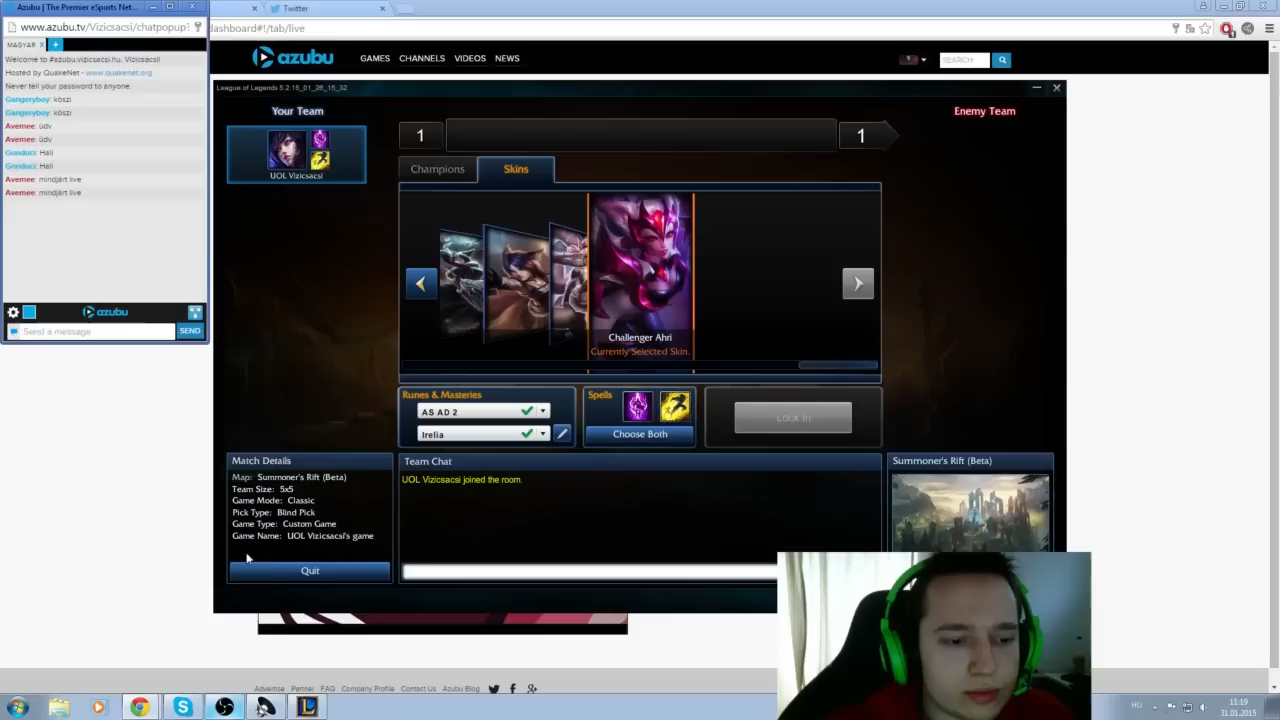 Azubu | The Premier eSports Net...
Twitter
www.azubu.tv/Vizicsacsi/chatpopup?
dashboard#!/tab/live
MAGYAR X +
Welcome to #azubu.vizicsacsi.hu, Vizicsacsi!
Hosted by QuakeNet - www.quakenet.org
Never tell your password to anyone
Gangeryboy: köszi
Gangeryboy: köszi
Avemee: üdv
Avemee: üdv
Gonduci: Hali
Gonduci: Hali
Avemee: mindjárt live
Avemee: mindjárt live
azubu
Send a message
SEND
azubu
GAMES CHANNELS VIDEOS NEWS
SEARCH
League of Legends 5.2.15_01_26_15_32
Your Team
Enemy Team
1
1
UOL Vizicsacsi
Champions
Skins
Challenger Ahri
Currently Selected Skin.
Runes & Masteries
AS AD 2
Irelia
Spells
Choose Both
Lock In
Match Details
Map: Summoner's Rift (Beta)
Team Size: 5x5
Game Mode: Classic
Pick Type: Blind Pick
Game Type: Custom Game
Game Name: UOL Vizicsacsi's game
Quit
Team Chat
UOL Vizicsacsi joined the room.
Summoner's Rift (Beta)
Advertise Partner FAQ Company Profile Contact Us Azubu Blog
HU
11:19
31.01.2015